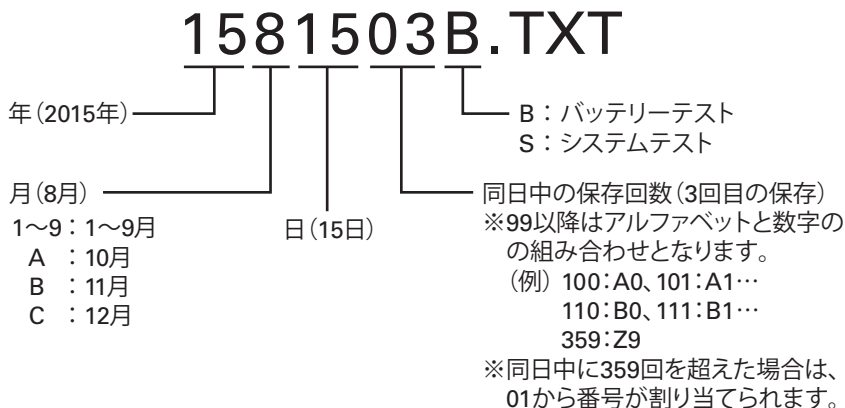 1581503B.TXT
年（2015年）
B：バッテリーテスト
S：システムテスト
月（8月）
1～9：1～9月
A：10月
B：11月
C：12月
日（15日）
同日中の保存回数（3回目の保存）
※99以降はアルファベットと数字の
の組み合わせとなります。
（例）100：A0、101：A1…
110：B0、111：B1…
359：Z9
※同日中に359回を超えた場合は、
01から番号が割り当てられます。